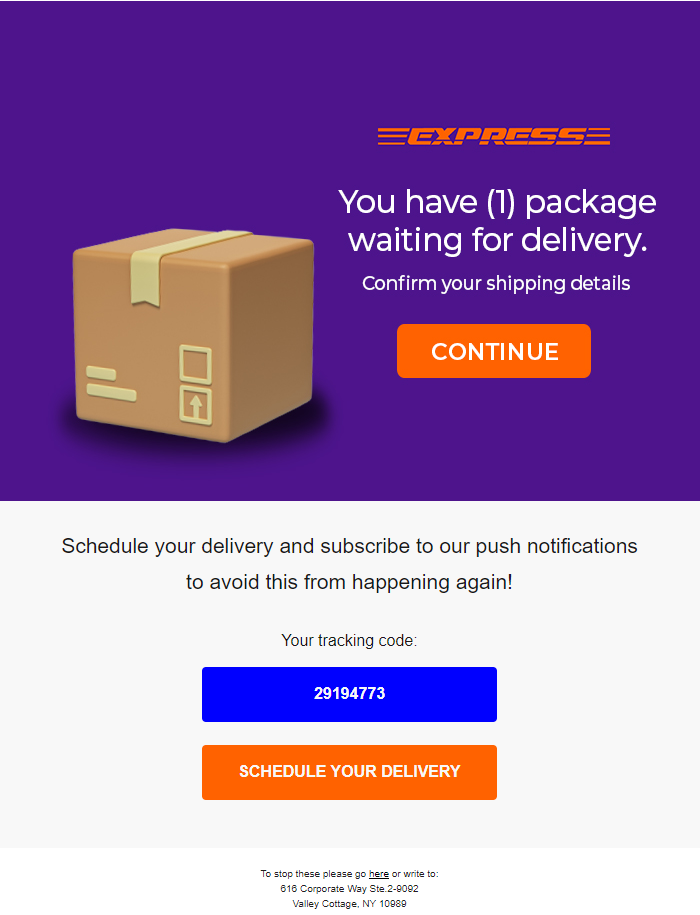 EXPRESS
You have (1) package
waiting for delivery.
Confirm your shipping details
CONTINUE
Schedule your delivery and subscribe to our push notifications
to avoid this from happening again!
Your tracking code:
29194773
SCHEDULE YOUR DELIVERY
To stop these please go here or write to:
616 Corporate Way Ste.2-9092
Valley Cottage, NY 10989